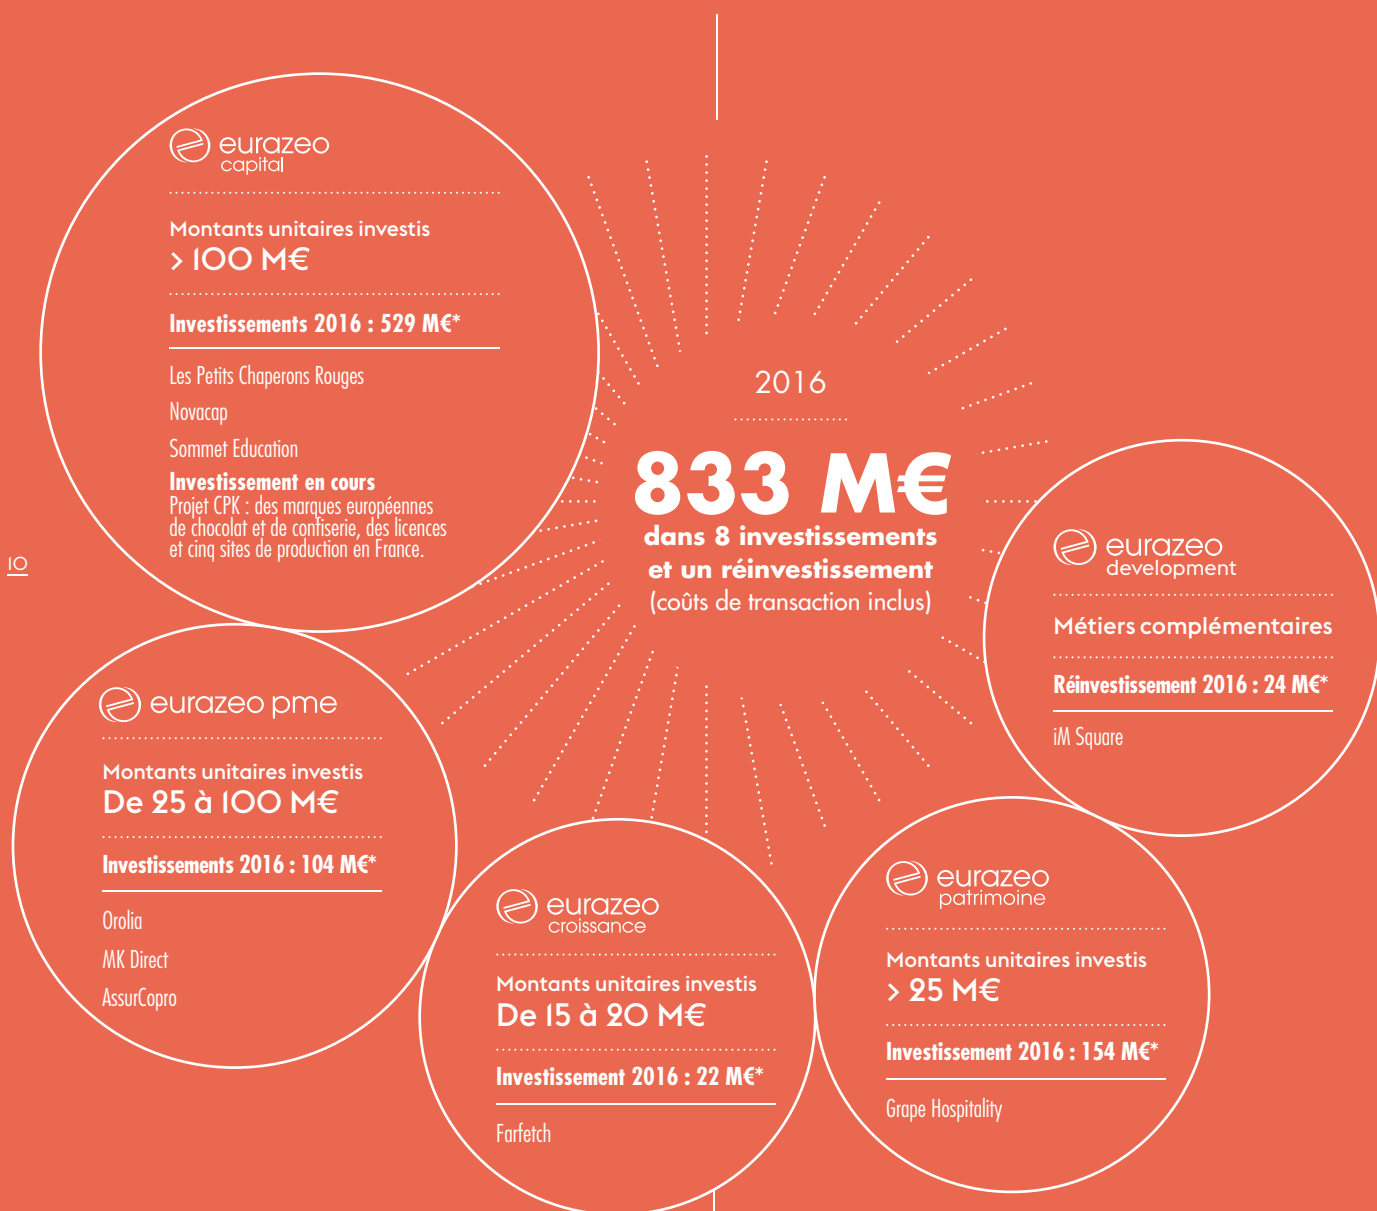 eurazeo
capital
Montants unitaires investis
> 100 M€
Investissements 2016 : 529 M€*
Les Petits Chaperons Rouges
Novacap
Sommet Education
Investissement en cours
Projet CPK : des marques européennes
de chocolat et de confiserie, des licences
et cinq sites de production en France.
2016
833 M€
dans 8 investissements
et un réinvestissement
(coûts de transaction inclus)
eurazeo
development
Métiers complémentaires
Réinvestissement 2016 : 24 M€*
iM Square
10
eurazeo pme
Montants unitaires investis
De 25 à 100 M€
Investissements 2016 : 104 M€*
Orolia
MK Direct
AssurCopro
eurazeo
croissance
Montants unitaires investis
De 15 à 20 M€
Investissement 2016 : 22 M€*
Farfetch
eurazeo
patrimoine
Montants unitaires investis
> 25 M€
Investissement 2016 : 154 M€*
Grape Hospitality